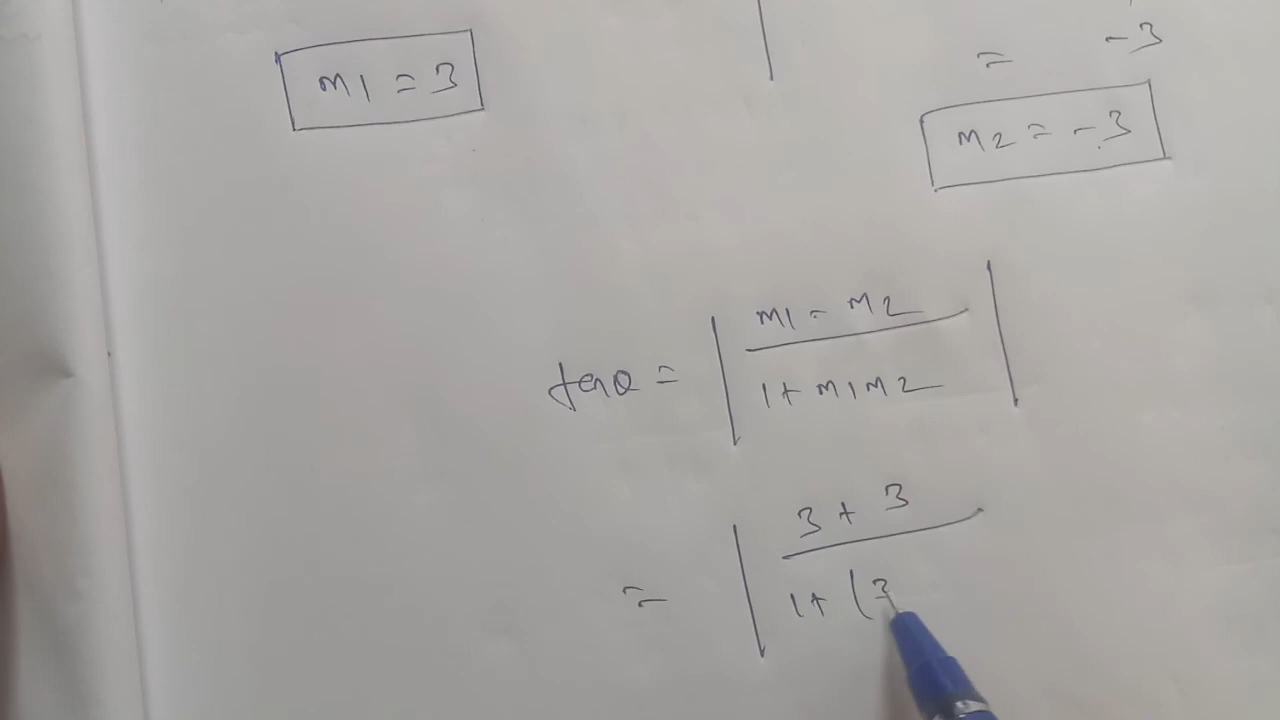 m1 = 3
= -3
m2 = -3
tanθ = | m1 - m2 / 1 + m1m2 |
= | 3 + 3 / 1 + (3